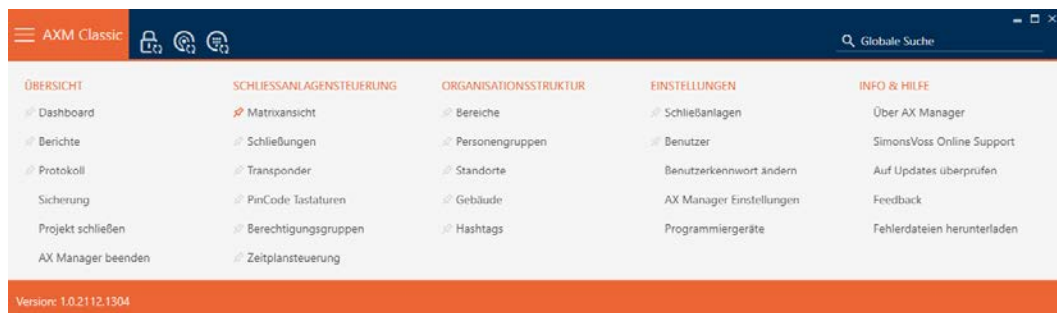 AXM Classic
Globale Suche
ÜBERSICHT
Dashboard
Berichte
Protokoll
Sicherung
Projekt schließen
AX Manager beenden
SCHLIESSANLAGENSTEUERUNG
Matrixansicht
Schließungen
Transponder
PinCode Tastaturen
Berechtigungsgruppen
Zeitplansteuerung
ORGANISATIONSSTRUKTUR
Bereiche
Personengruppen
Standorte
Gebäude
Hashtags
EINSTELLUNGEN
Schließanlagen
Benutzer
Benutzerkennwort ändern
AX Manager Einstellungen
Programmiergeräte
INFO & HILFE
Über AX Manager
SimonsVoss Online Support
Auf Updates überprüfen
Feedback
Fehlerdateien herunterladen
Version: 1.0.2112.1304